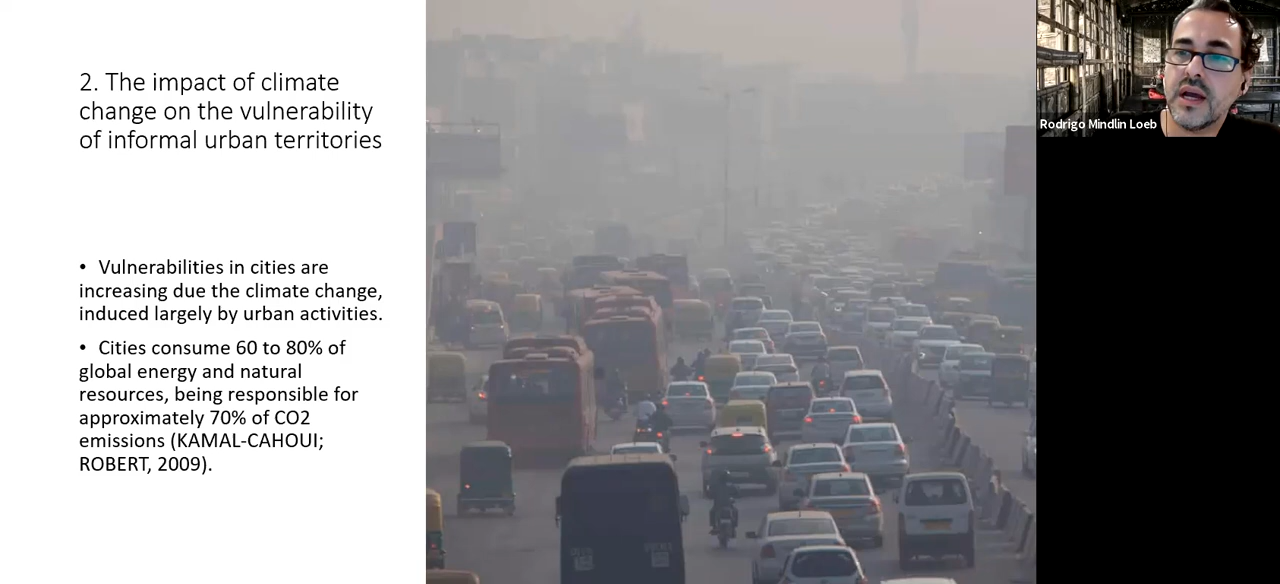 2. The impact of climate
change on the vulnerability
of informal urban territories
• Vulnerabilities in cities are
increasing due the climate change,
induced largely by urban activities.
• Cities consume 60 to 80% of
global energy and natural
resources, being responsible for
approximately 70% of CO2
emissions (KAMAL-CAHOUI;
ROBERT, 2009).
Rodrigo Mindlin Loeb